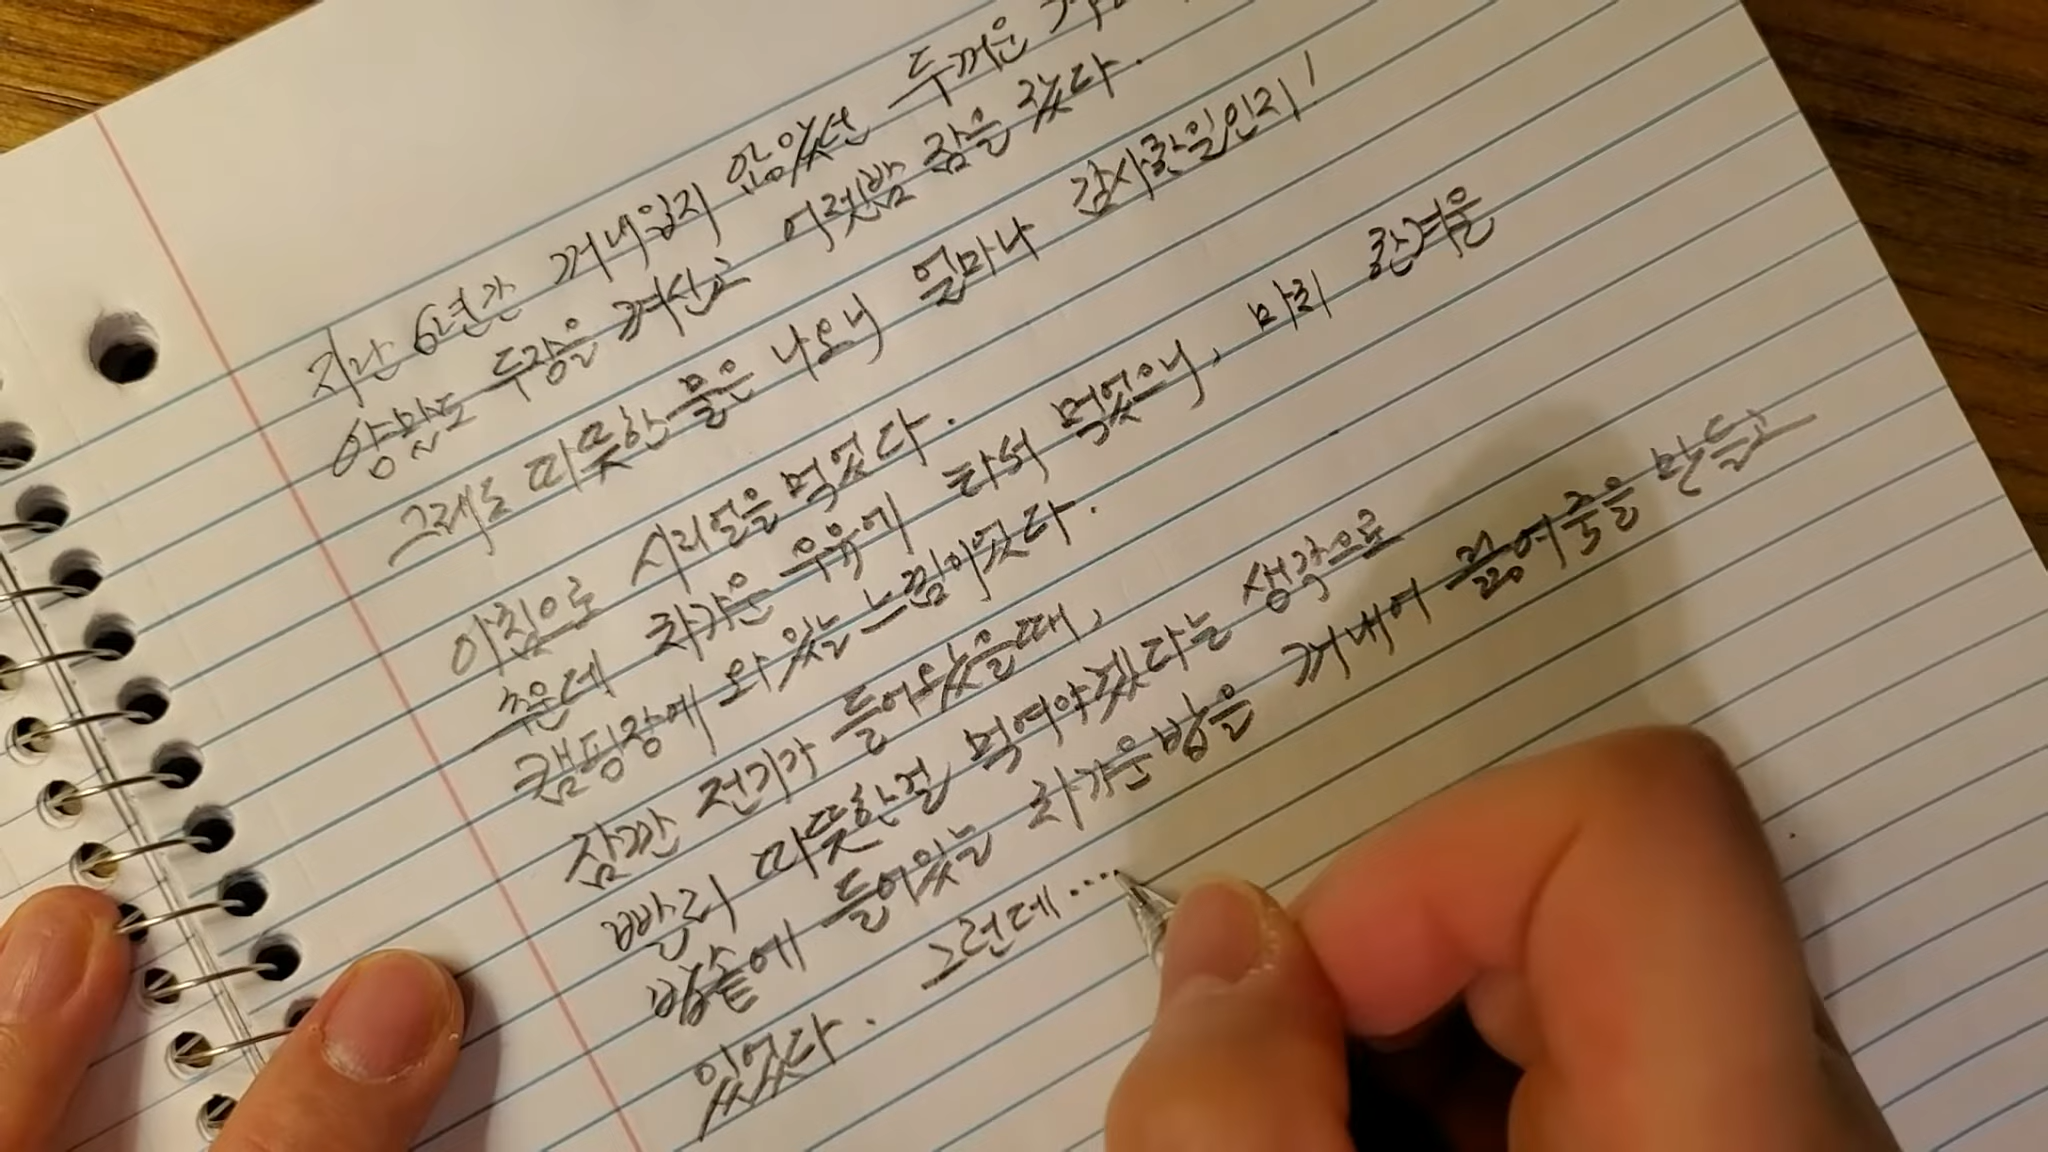 지난 6년간 꺼내입지 않았던 두꺼운
양말도 두장을 껴신고 어젯밤 잠을 잤다.
그래도 따뜻한 물은 나오니 얼마나 감사한일인지!
아침으로 시리얼을 먹었다.
추운데 차가운 우유에 타서 먹었으니, 마치 한겨울
캠핑장에 와 있는 느낌이었다.
잠깐 전기가 들어왔을때,
빨리 따뜻한걸 먹여야겠다는 생각으로
밥솥에 들어있는 차가운밥을 꺼내어 끓여죽을 만들고
있었다. 그런데....